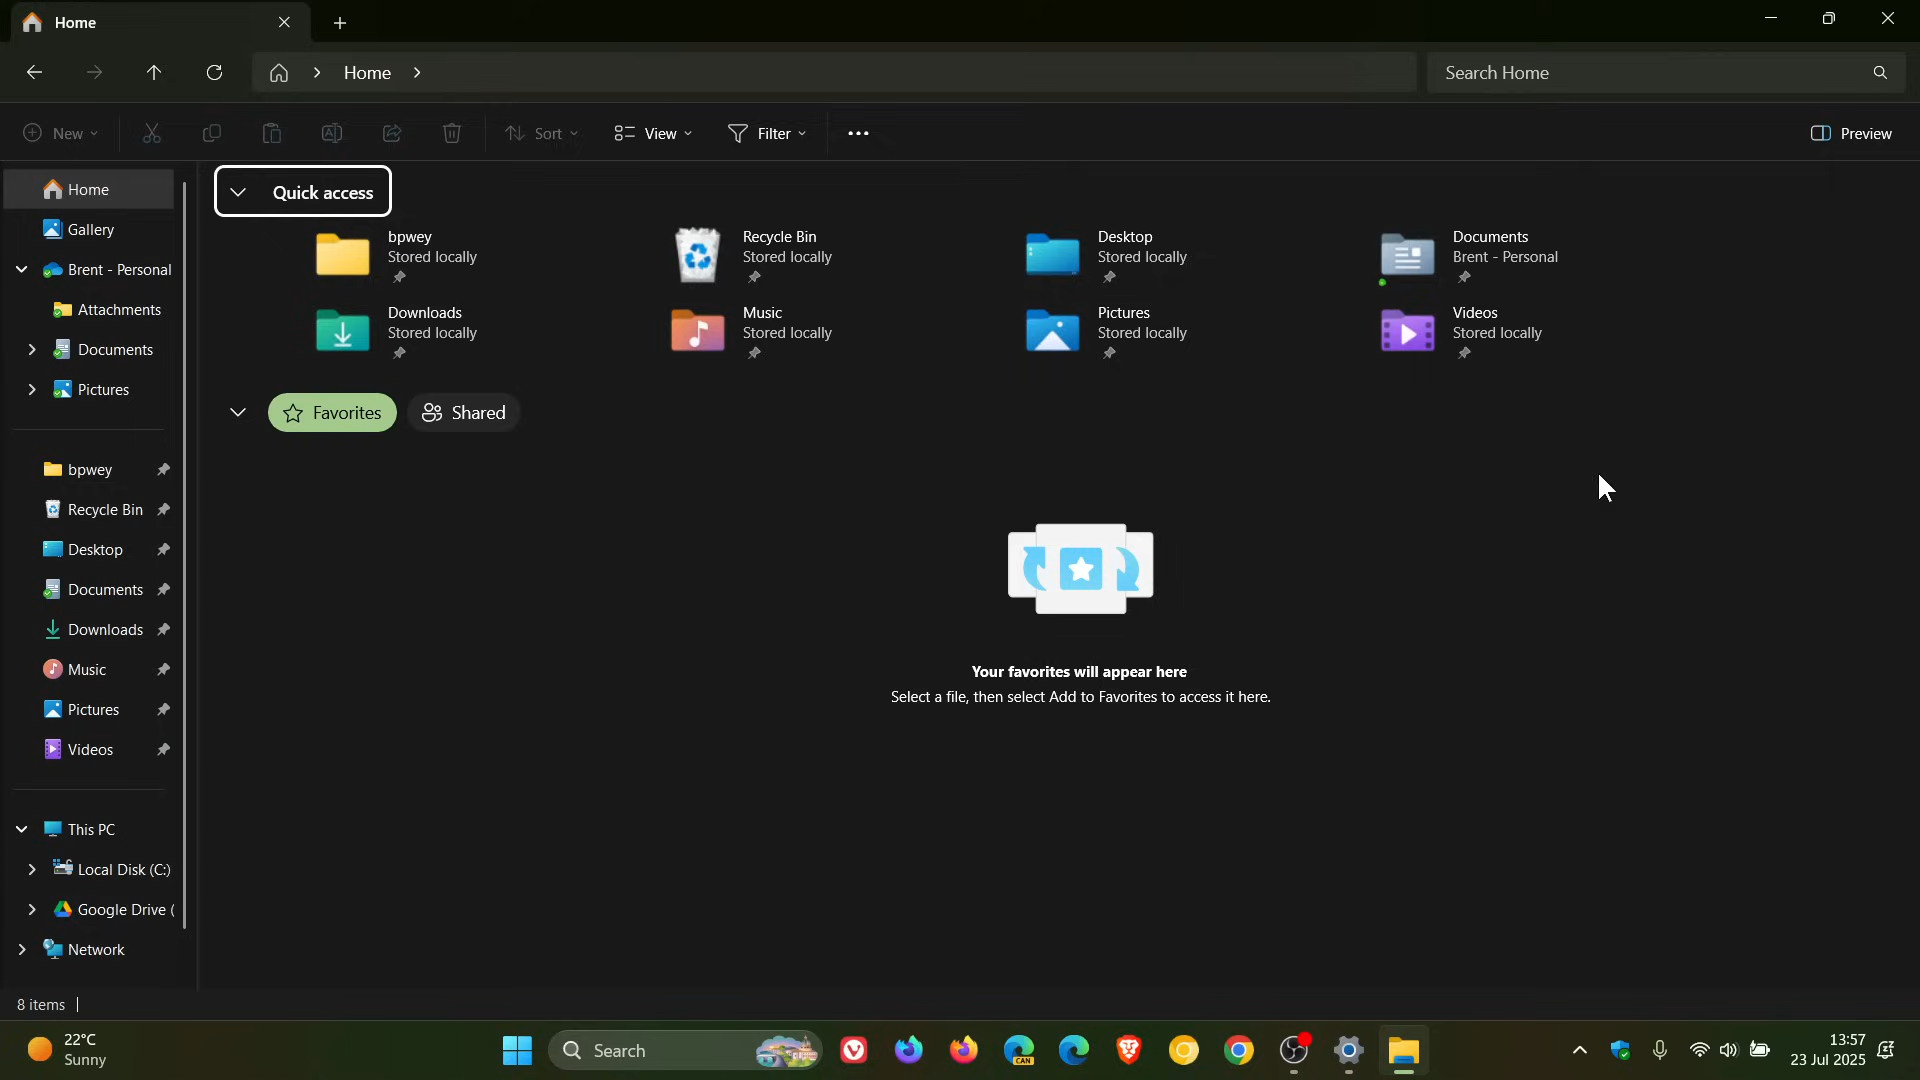 Home
Home
Search Home
New
Sort
View
Filter
Preview
Home
Gallery
Brent - Personal
Attachments
Documents
Pictures
bpwey
Recycle Bin
Desktop
Documents
Downloads
Music
Pictures
Videos
This PC
Local Disk (C:)
Google Drive (
Network
Quick access
bpwey
Stored locally
Recycle Bin
Stored locally
Desktop
Stored locally
Documents
Brent - Personal
Downloads
Stored locally
Music
Stored locally
Pictures
Stored locally
Videos
Stored locally
Favorites
Shared
Your favorites will appear here
Select a file, then select Add to Favorites to access it here.
8 items
22°C
Sunny
Search
CAN
13:57
23 Jul 2025